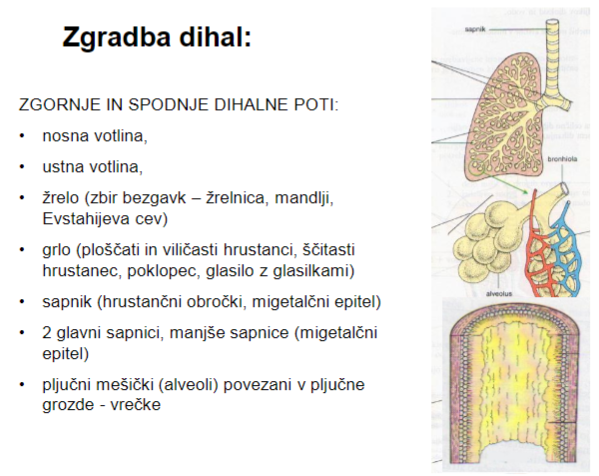 Zgradba dihal:
sapnik
ZGORNJE IN SPODNJE DIHALNE POTI:
• nosna votlina,
• ustna votlina,
• žrelo (zbir bezgavk – žrelnica, mandlji,
Evstahijeva cev)
• grlo (ploščati in viličasti hrustanci, ščitasti
hrustanec, poklopec, glasilo z glasilkami)
• sapnik (hrustančni obročki, migetalčni epitel)
• 2 glavni sapnici, manjše sapnice (migetalčni
epitel)
• pljučni mešički (alveoli) povezani v pljučne
grozde - vrečke
bronhiola
alveolus